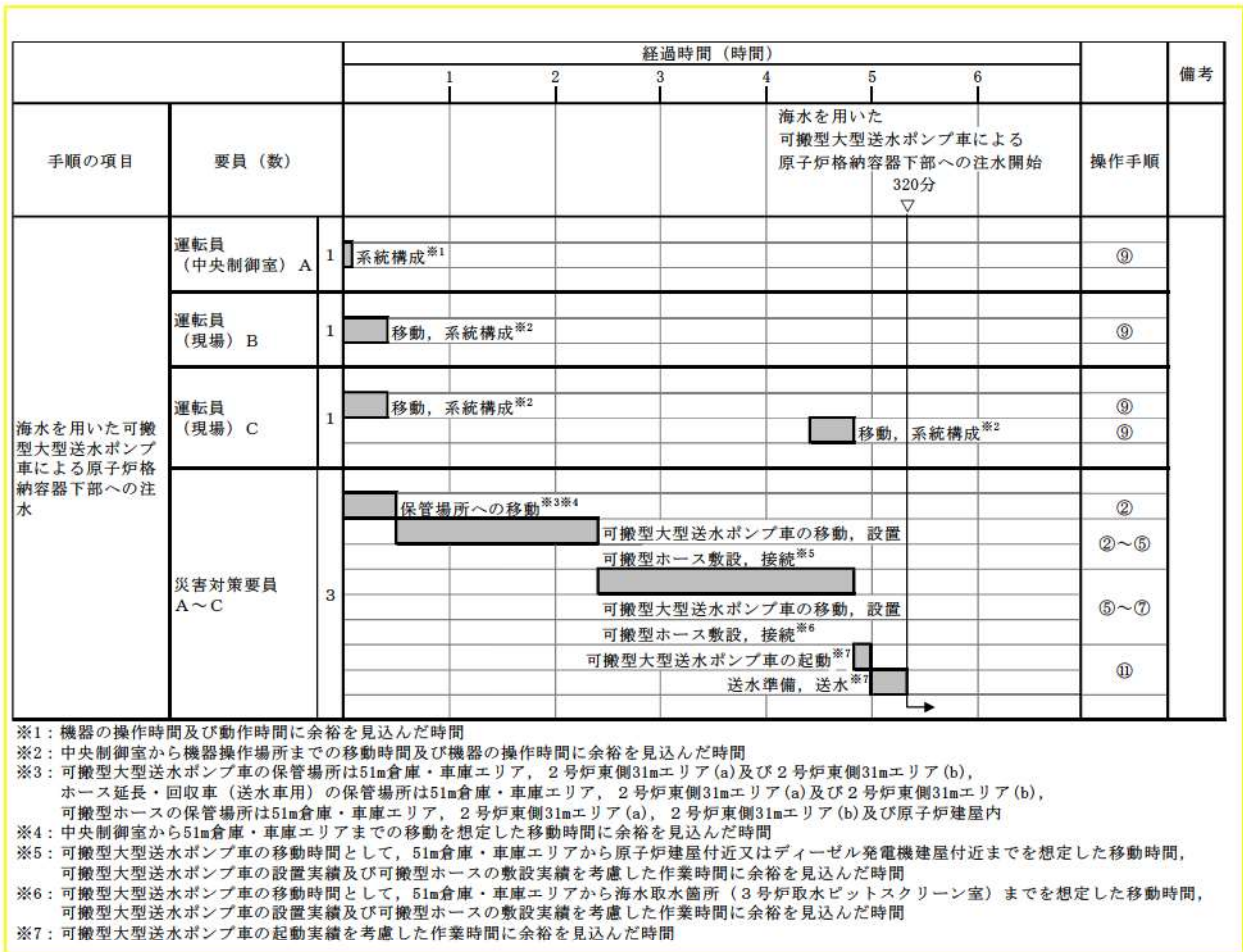 経過時間（時間）
備考
1 2 3 4 5 6
手順の項目
要員（数）
海水を用いた
可搬型大型送水ポンプ車による
原子炉格納容器下部への注水開始
320分
▽
操作手順
海水を用いた可搬
型大型送水ポンプ
車による原子炉格
納容器下部への注
水
運転員
（中央制御室）Ａ
1
系統構成※1
⑨
運転員
（現場）Ｂ
1
移動，系統構成※2
⑨
運転員
（現場）Ｃ
1
移動，系統構成※2
⑨
移動，系統構成※2
⑨
災害対策要員
Ａ～Ｃ
3
保管場所への移動※3※4
②
可搬型大型送水ポンプ車の移動，設置
可搬型ホース敷設，接続※5
②～⑤
可搬型大型送水ポンプ車の移動，設置
可搬型ホース敷設，接続※6
⑤～⑦
可搬型大型送水ポンプ車の起動※7
送水準備，送水※7
⑪
※1：機器の操作時間及び動作時間に余裕を見込んだ時間
※2：中央制御室から機器操作場所までの移動時間及び機器の操作時間に余裕を見込んだ時間
※3：可搬型大型送水ポンプ車の保管場所は51m倉庫・車庫エリア，２号炉東側31mエリア(a)及び２号炉東側31mエリア(b)，
ホース延長・回収車（送水車用）の保管場所は51m倉庫・車庫エリア，２号炉東側31mエリア(a)及び２号炉東側31mエリア(b)，
可搬型ホースの保管場所は51m倉庫・車庫エリア，２号炉東側31mエリア(a)，２号炉東側31mエリア(b)及び原子炉建屋内
※4：中央制御室から51m倉庫・車庫エリアまでの移動を想定した移動時間に余裕を見込んだ時間
※5：可搬型大型送水ポンプ車の移動時間として，51m倉庫・車庫エリアから原子炉建屋付近又はディーゼル発電機建屋付近までを想定した移動時間，
可搬型大型送水ポンプ車の設置実績及び可搬型ホースの敷設実績を考慮した作業時間に余裕を見込んだ時間
※6：可搬型大型送水ポンプ車の移動時間として，51m倉庫・車庫エリアから海水取水箇所（３号炉取水ピットスクリーン室）までを想定した移動時間，
可搬型大型送水ポンプ車の設置実績及び可搬型ホースの敷設実績を考慮した作業時間に余裕を見込んだ時間
※7：可搬型大型送水ポンプ車の起動実績を考慮した作業時間に余裕を見込んだ時間